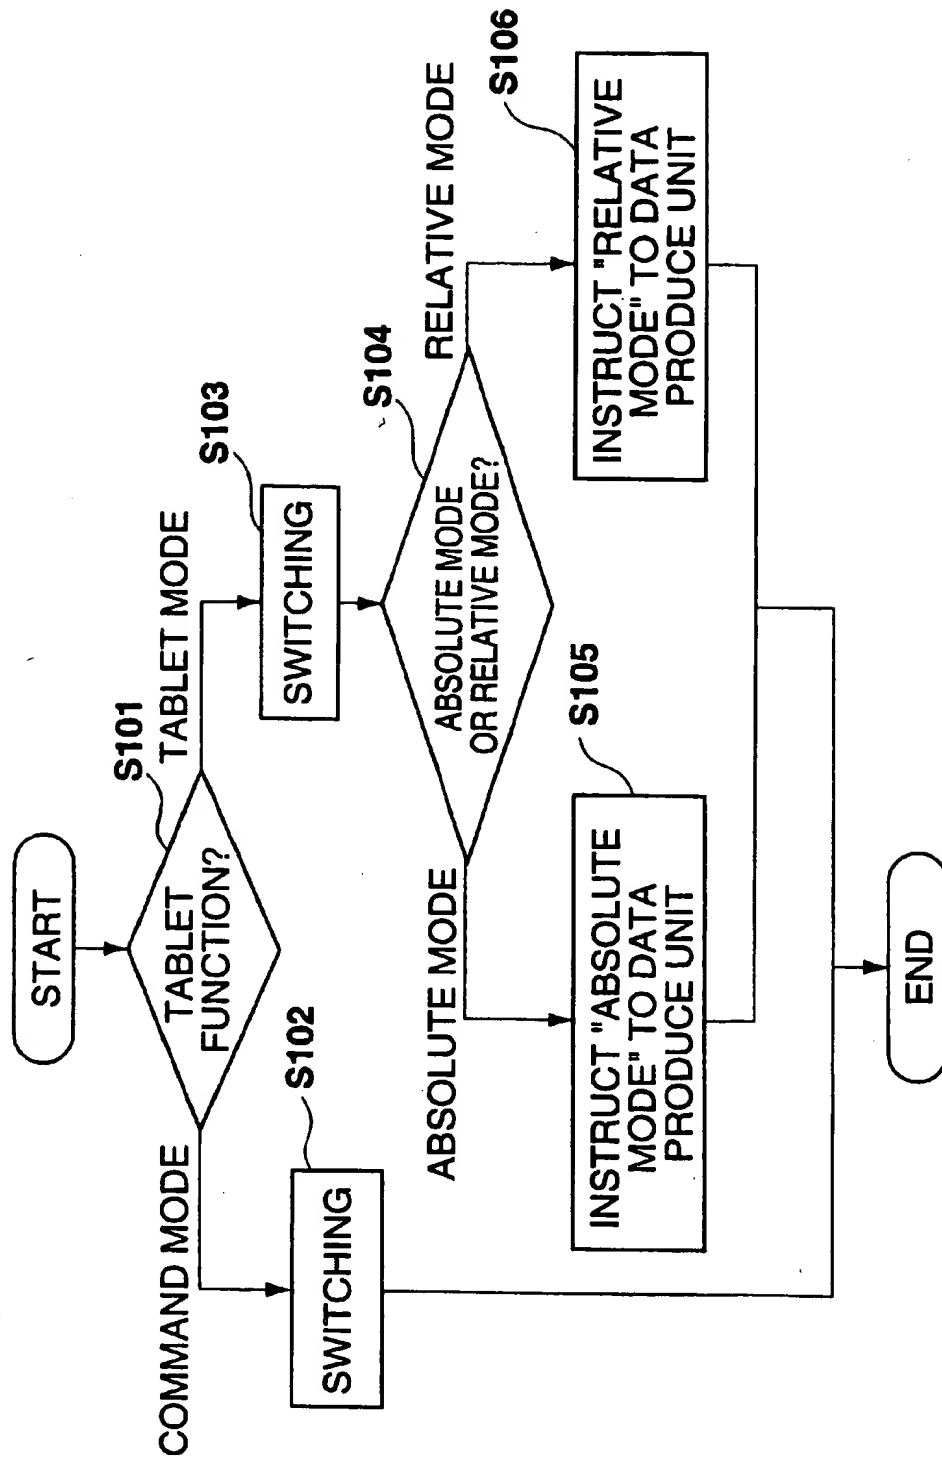 START
S101
TABLET
FUNCTION?
COMMAND MODE
TABLET MODE
S102
SWITCHING
S103
SWITCHING
S104
ABSOLUTE MODE
OR RELATIVE MODE?
ABSOLUTE MODE
RELATIVE MODE
S105
INSTRUCT "ABSOLUTE
MODE" TO DATA
PRODUCE UNIT
S106
INSTRUCT "RELATIVE
MODE" TO DATA
PRODUCE UNIT
END